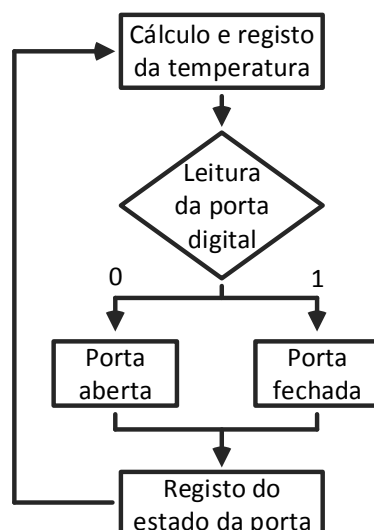 Cálculo e registo
da temperatura
Leitura
da porta
digital
0
1
Porta
aberta
Porta
fechada
Registo do
estado da porta